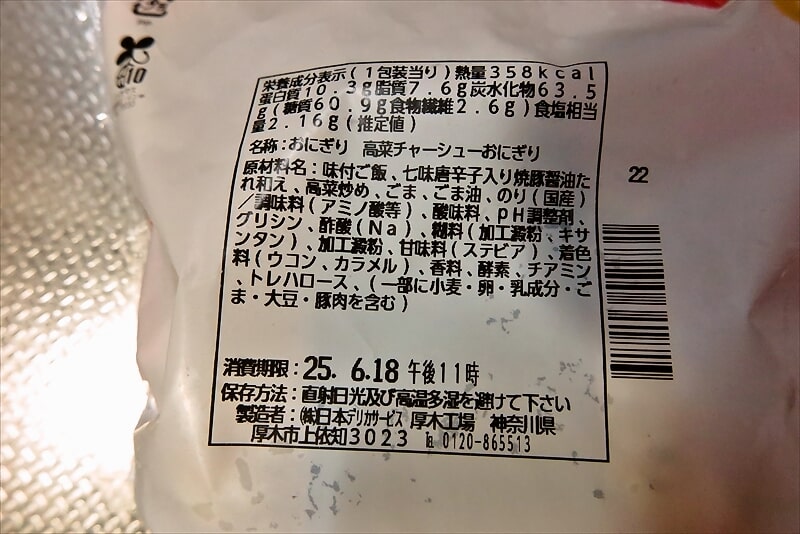 10
栄養成分表示(1包装当り)熱量358kcal
蛋白質10.3g脂質7.6g炭水化物63.5
g(糖質60.9g食物繊維2.6g)食塩相当
量2.16g(推定値)
名称:おにぎり 高菜チャーシューおにぎり
原材料名:味付ご飯、七味唐辛子入り焼豚醤油た
れ和え、高菜炒め、ごま、ごま油、のり(国産)
/調味料(アミノ酸等)、酸味料、pH調整剤、
グリシン、酢酸(Na)、糊料(加工澱粉、キサ
ンタン)、加工澱粉、甘味料(ステビア)、着色
料(ウコン、カラメル)、香料、酵素、チアミン
、トレハロース、(一部に小麦・卵・乳成分・ご
ま・大豆・豚肉を含む)
22
消費期限:25. 6.18 午後11時
保存方法:直射日光及び高温多湿を避けて下さい
製造者:㈱日本デリカサービス 厚木工場 神奈川県
厚木市上依知3023 ℡ 0120-865513